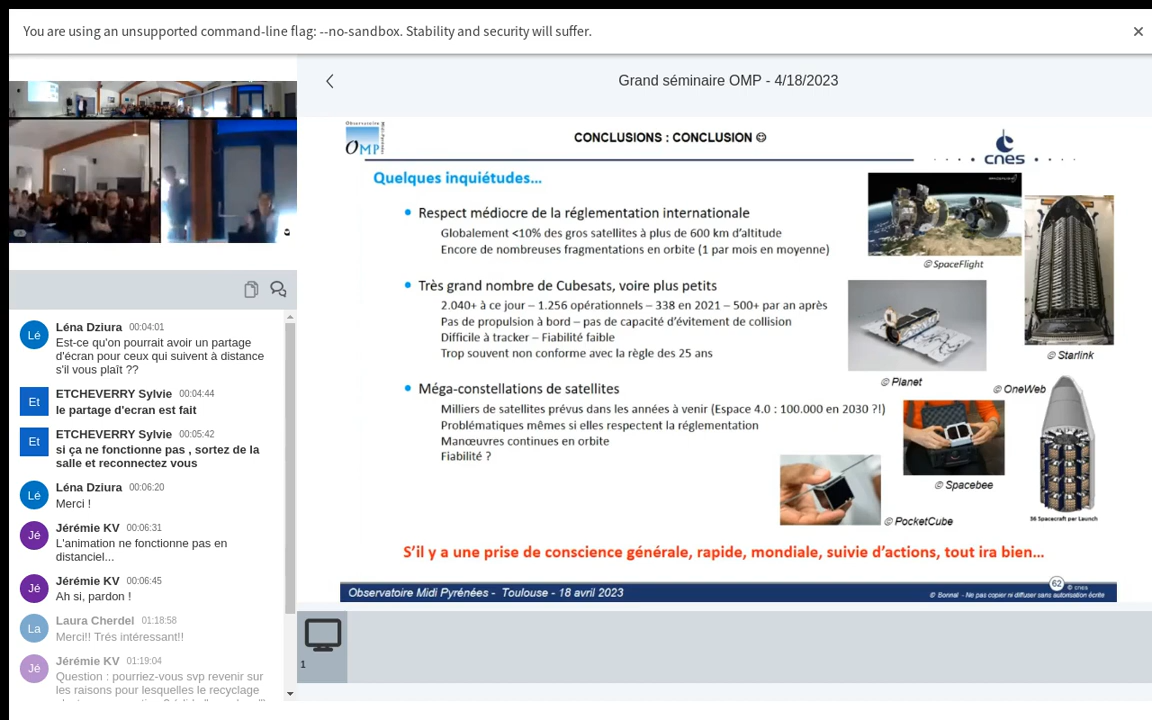 You are using an unsupported command-line flag: --no-sandbox. Stability and security will suffer.
Grand séminaire OMP - 4/18/2023
Léna Dziura 00:04:01
Est-ce qu'on pourrait avoir un partage
d'écran pour ceux qui suivent à distance
s'il vous plaît ??
ETCHEVERRY Sylvie 00:04:44
le partage d'ecran est fait
ETCHEVERRY Sylvie 00:05:42
si ça ne fonctionne pas , sortez de la
salle et reconnectez vous
Léna Dziura 00:06:20
Merci !
Jérémie KV 00:06:31
L'animation ne fonctionne pas en
distanciel...
Jérémie KV 00:06:45
Ah si, pardon !
Laura Cherdel 01:18:58
Merci!! Trés intéressant!!
Jérémie KV 01:19:04
Question : pourriez-vous svp revenir sur
les raisons pour lesquelles le recyclage
Lé
Et
Et
Lé
Jé
Jé
La
Jé
Observatoire Midi-Pyrénées
OMP
CONCLUSIONS : CONCLUSION ☺
cnes
Quelques inquiétudes…
• Respect médiocre de la réglementation internationale
Globalement <10% des gros satellites à plus de 600 km d'altitude
Encore de nombreuses fragmentations en orbite (1 par mois en moyenne)
• Très grand nombre de Cubesats, voire plus petits
2.040+ à ce jour – 1.256 opérationnels – 338 en 2021 – 500+ par an après
Pas de propulsion à bord – pas de capacité d'évitement de collision
Difficile à tracker – Fiabilité faible
Trop souvent non conforme avec la règle des 25 ans
• Méga-constellations de satellites
Milliers de satellites prévus dans les années à venir (Espace 4.0 : 100.000 en 2030 ?!)
Problématiques mêmes si elles respectent la réglementation
Manœuvres continues en orbite
Fiabilité ?
© SpaceFlight
© Starlink
© Planet
© OneWeb
© Spacebee
© PocketCube
36 Spacecraft per Launch
S'il y a une prise de conscience générale, rapide, mondiale, suivie d'actions, tout ira bien…
Observatoire Midi Pyrénées - Toulouse - 18 avril 2023
62
© cnes
© Bonnal - Ne pas copier ni diffuser sans autorisation écrite
1